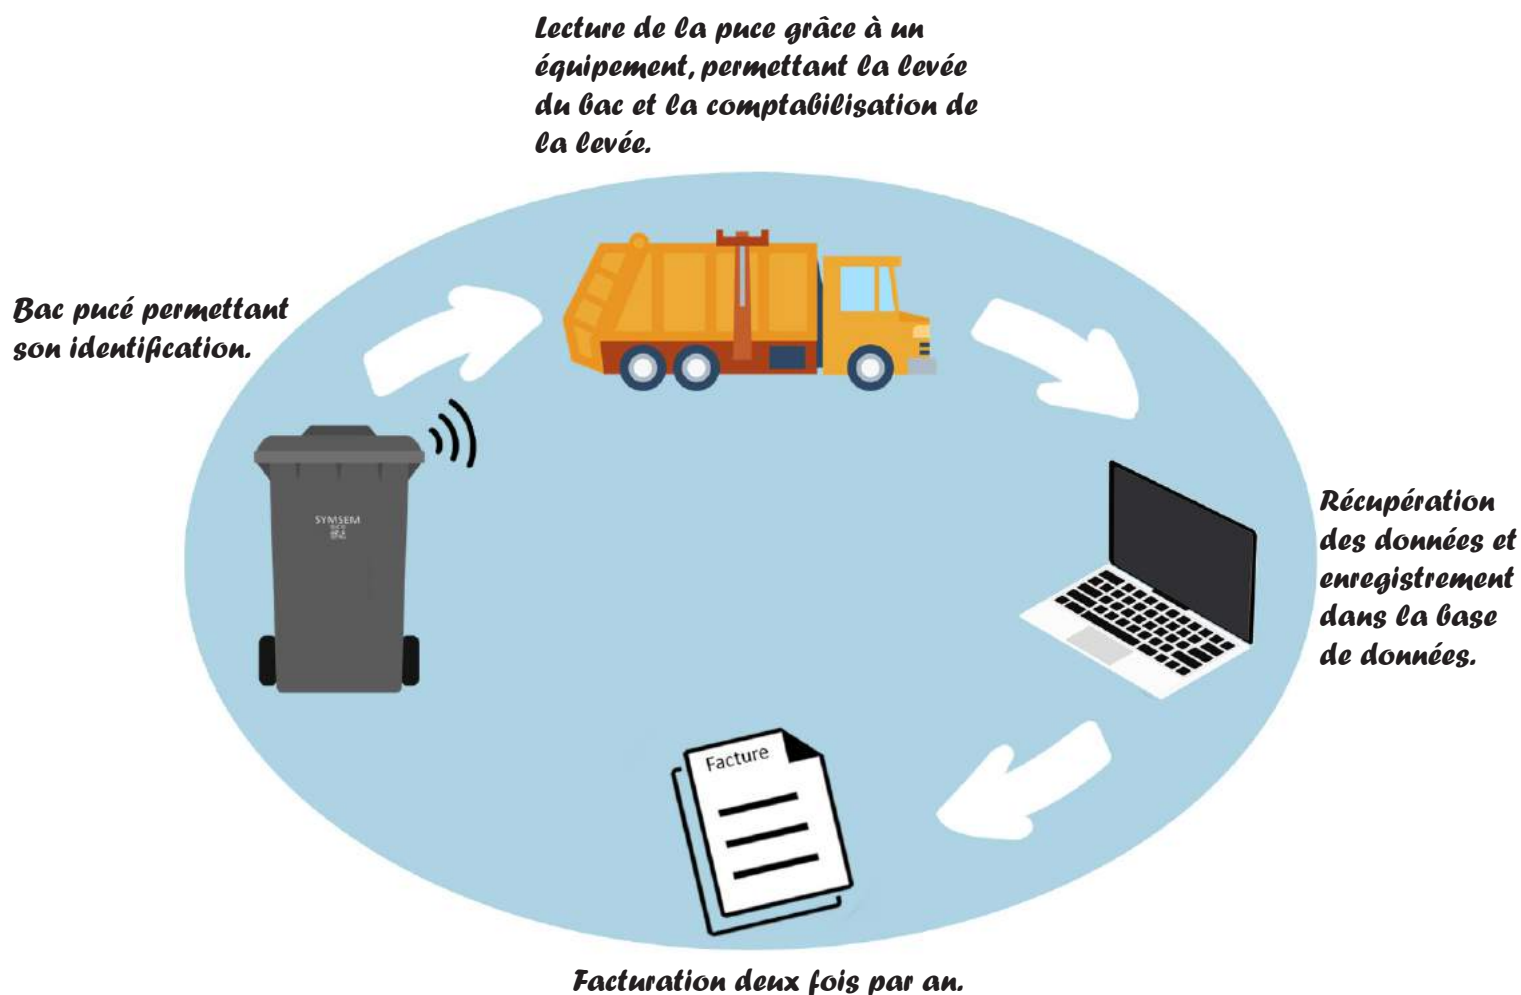 Lecture de la puce grâce à un
équipement, permettant la levée
du bac et la comptabilisation de
la levée.
Bac pucé permettant
son identification.
SYMSEM
Récupération
des données et
enregistrement
dans la base
de données.
Facture
Facturation deux fois par an.